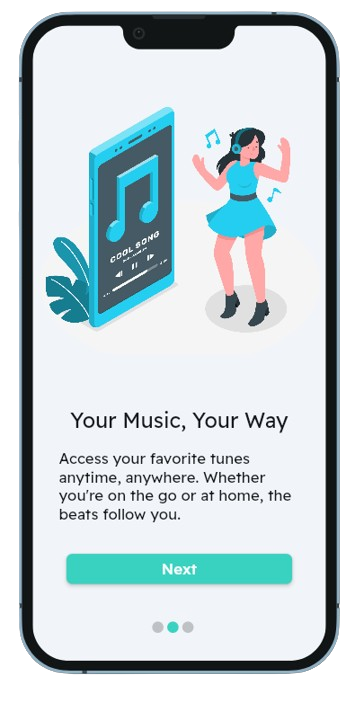 COOL SONG
Your Music, Your Way
Access your favorite tunes
anytime, anywhere. Whether
you're on the go or at home, the
beats follow you.
Next